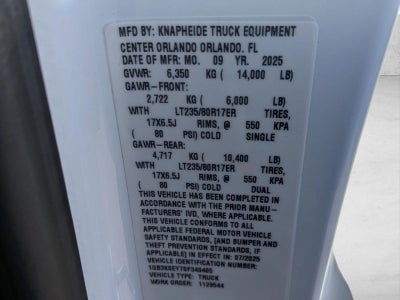 MFD BY: KNAPHEIDE TRUCK EQUIPMENT
CENTER ORLANDO ORLANDO, FL
DATE OF MFR: MO. 09 YR. 2025
GVWR: 6,350 KG ( 14,000 LB)
GAWR-FRONT:
2,722 KG ( 6,000 LB)
WITH LT235/80R17ER TIRES,
17X6.5J RIMS, @ 550 KPA
( 80 PSI) COLD SINGLE
GAWR-REAR:
4,717 KG ( 10,400 LB)
WITH LT235/80R17ER TIRES,
17X6.5J RIMS, @ 550 KPA
( 80 PSI) COLD DUAL
THIS VEHICLE HAS BEEN COMPLETED IN
ACCORDANCE WITH THE PRIOR MANU-
FACTURERS' IVD, WHERE APPLICABLE.
THIS VEHICLE CONFORMS TO ALL
APPLICABLE FEDERAL MOTOR VEHICLE
SAFETY STANDARDS, [AND BUMPER AND
THEFT PREVENTION STANDARDS, IF
APPLICABLE] IN EFFECT IN: 07/2025
VEHICLE IDENTIFICATION NUMBER:
VEHICLE TYPE: TRUCK
WORK ORDER: 1129544